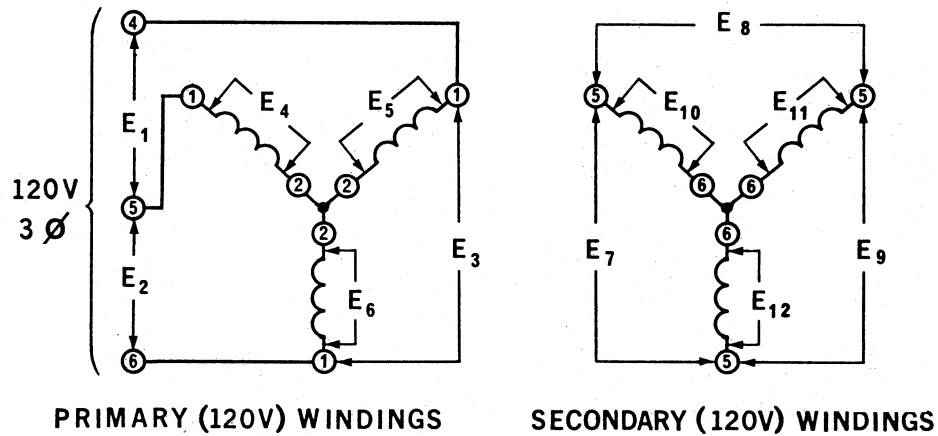 4
E8
1
E4
E5
1
5
E10
E11
5
E1
120V
3 Ø
2
2
6
6
5
2
6
E3
E7
E9
E2
E6
E12
6
1
5
PRIMARY (120V) WINDINGS
SECONDARY (120V) WINDINGS